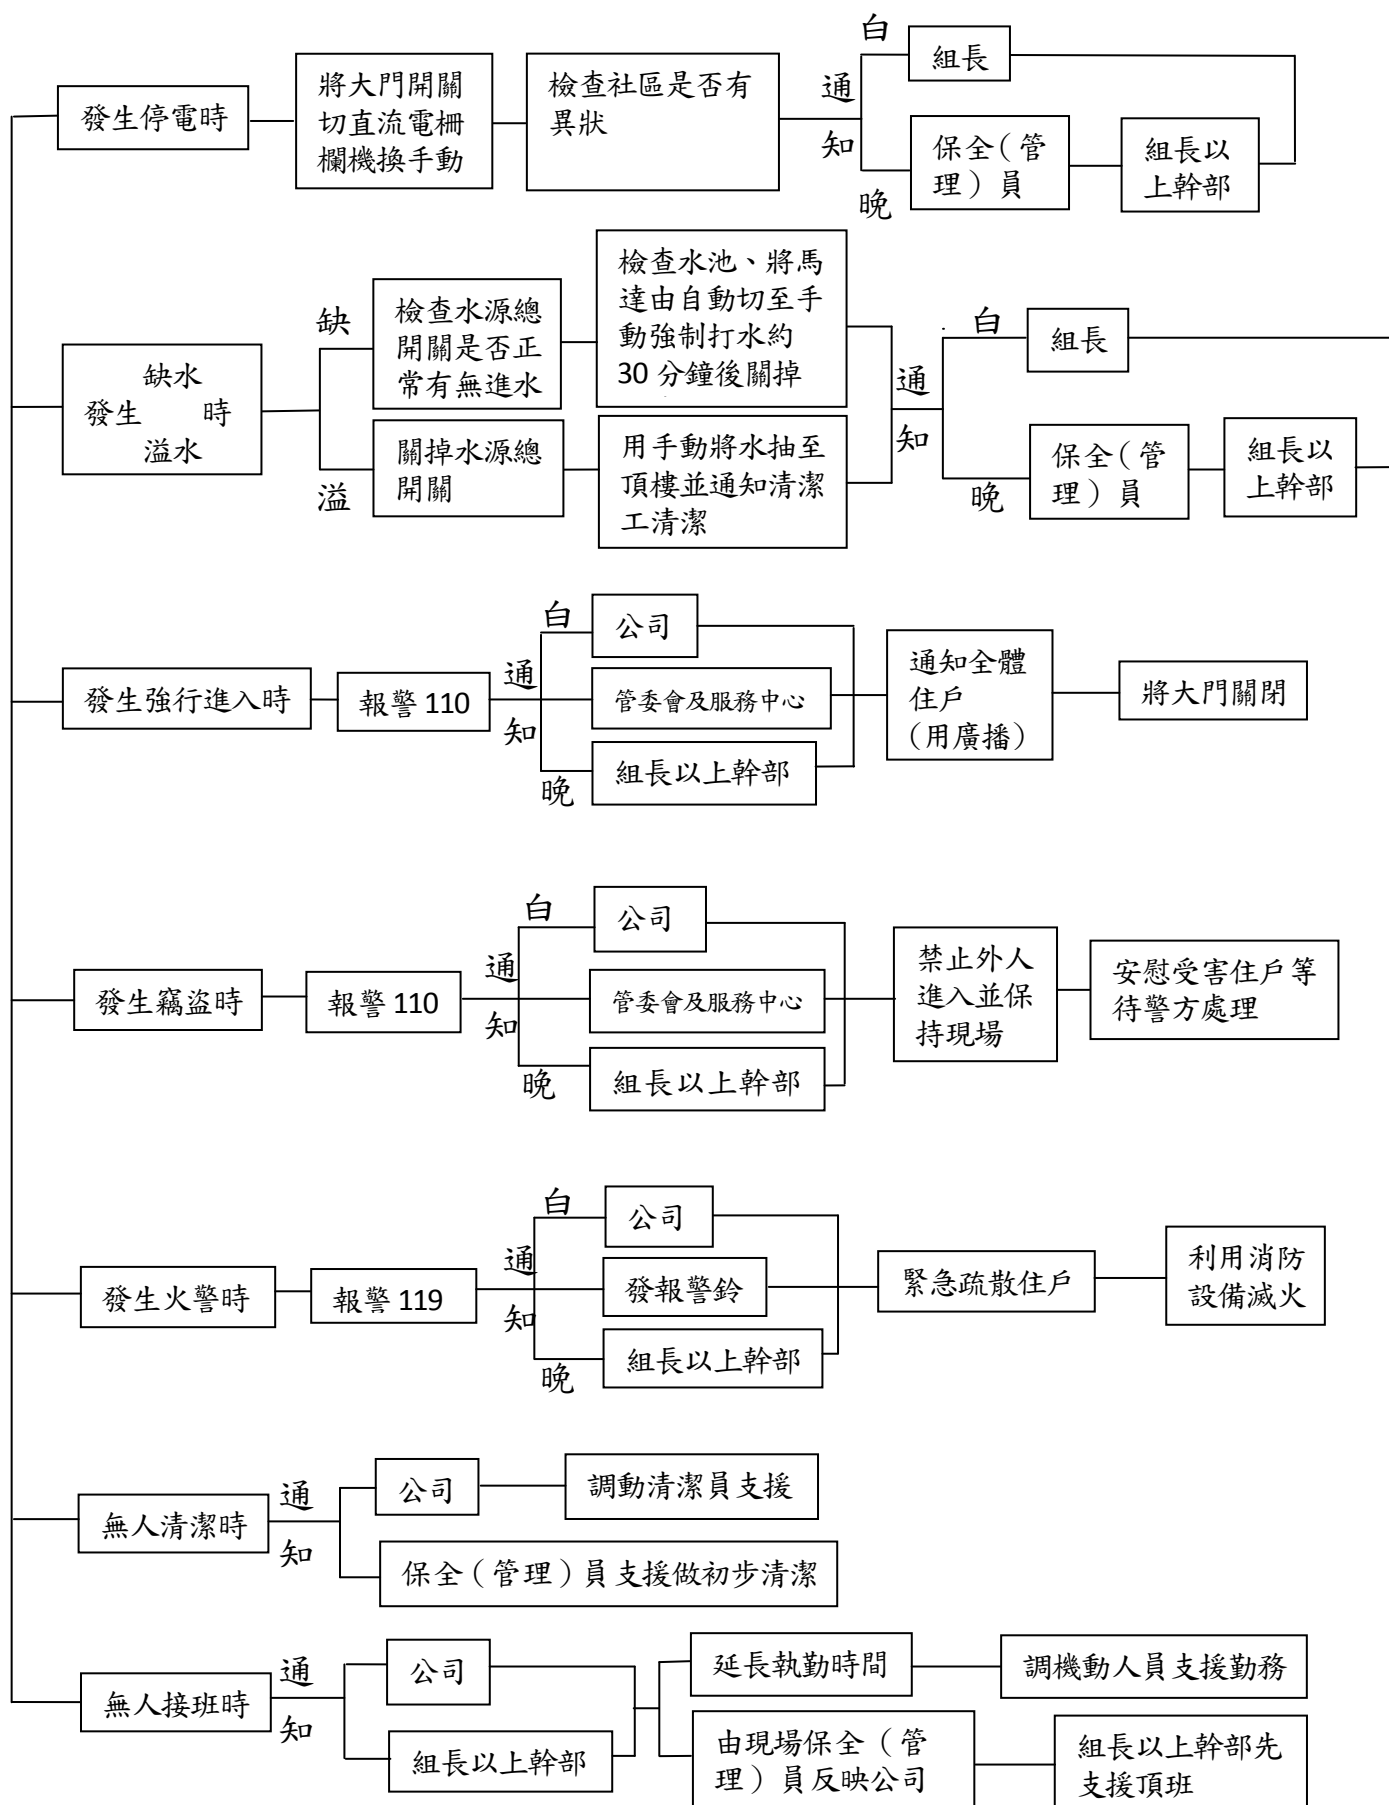 發生停電時
將大門開關
切直流電柵
欄機換手動
檢查社區是否有
異狀
通
知
白
組長
晚
保全（管
理）員
組長以
上幹部
缺水
發生 時
溢水
缺
檢查水源總
開關是否正
常有無進水
檢查水池、將馬
達由自動切至手
動強制打水約
30 分鐘後關掉
溢
關掉水源總
開關
用手動將水抽至
頂樓並通知清潔
工清潔
通
知
白
組長
晚
保全（管
理）員
組長以
上幹部
發生強行進入時
報警 110
通
知
白
公司
管委會及服務中心
晚
組長以上幹部
通知全體
住戶
（用廣播）
將大門關閉
發生竊盜時
報警 110
通
知
白
公司
管委會及服務中心
晚
組長以上幹部
禁止外人
進入並保
持現場
安慰受害住戶等
待警方處理
發生火警時
報警 119
通
知
白
公司
發報警鈴
晚
組長以上幹部
緊急疏散住戶
利用消防
設備滅火
無人清潔時
通
知
公司
調動清潔員支援
保全（管理）員支援做初步清潔
無人接班時
通
知
公司
組長以上幹部
延長執勤時間
調機動人員支援勤務
由現場保全（管
理）員反映公司
組長以上幹部先
支援頂班